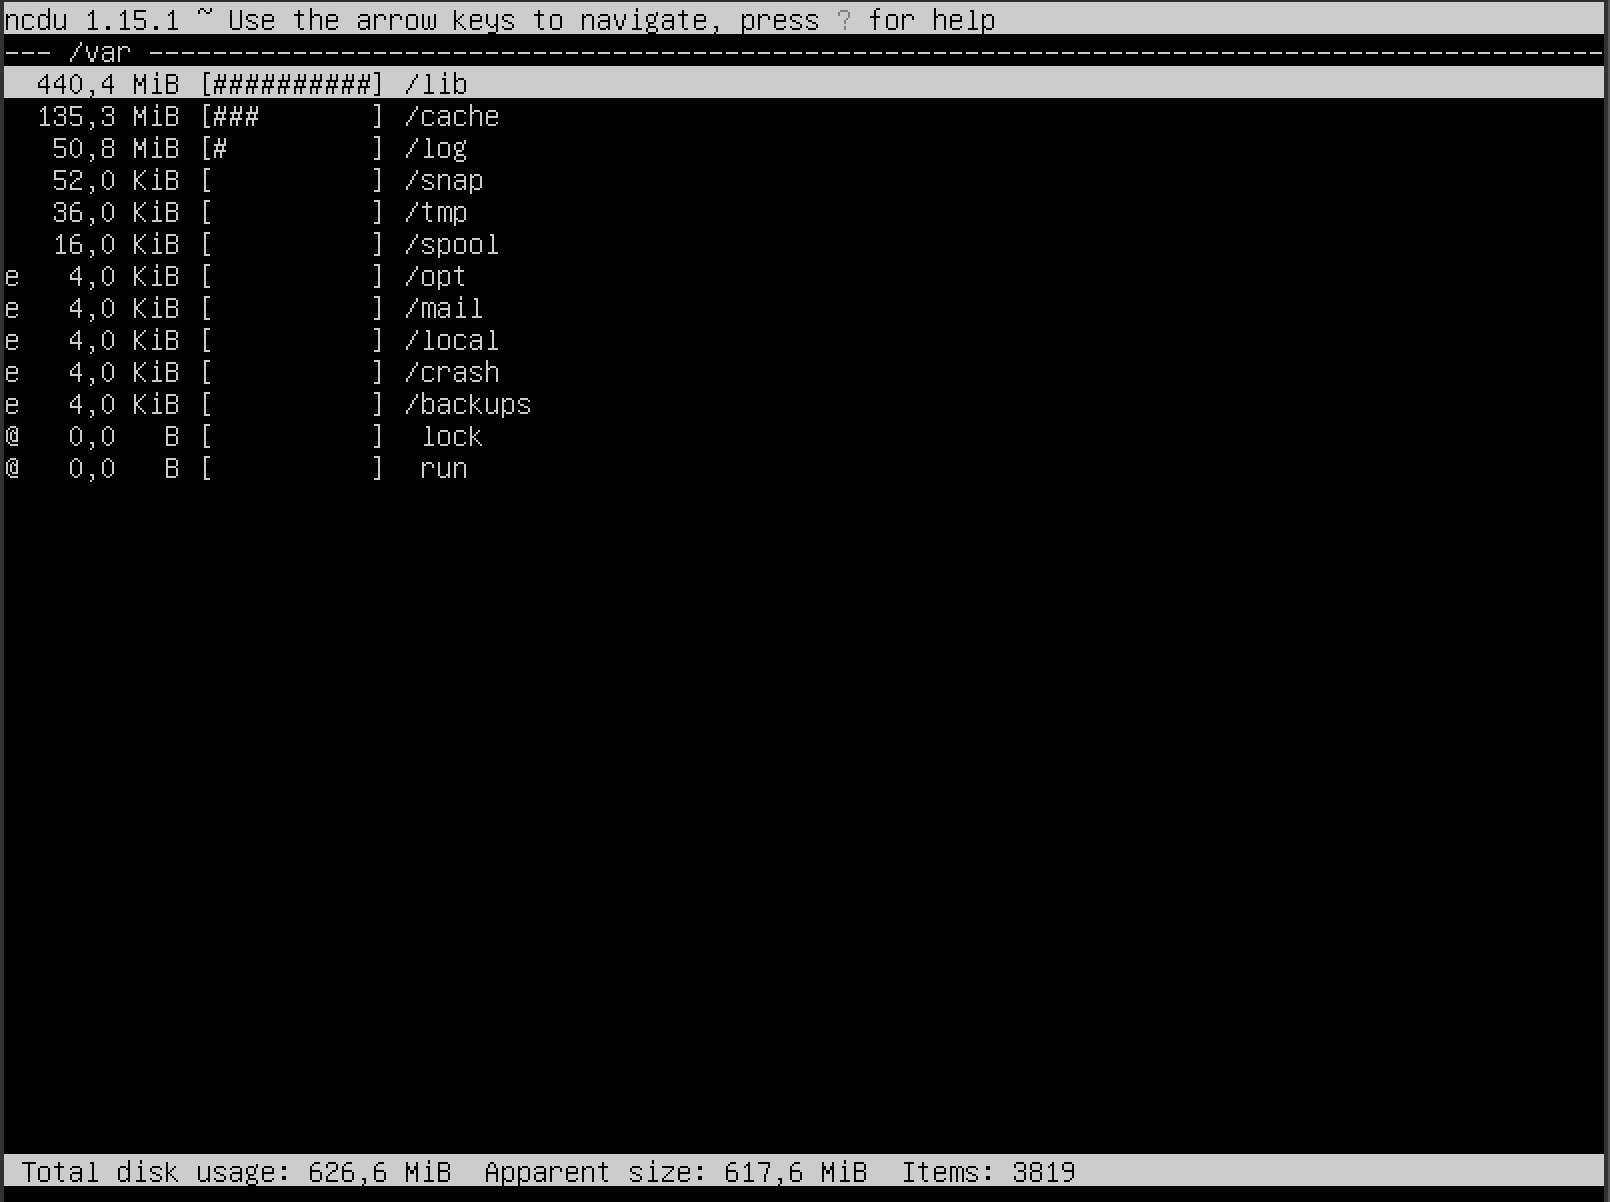 ncdu 1.15.1 ~ Use the arrow keys to navigate, press ? for help
--- /var -------------------------------------------------------------------------------------------
  440,4 MiB [##########] /lib
  135,3 MiB [###       ] /cache
   50,8 MiB [#         ] /log
   52,0 KiB [          ] /snap
   36,0 KiB [          ] /tmp
   16,0 KiB [          ] /spool
e   4,0 KiB [          ] /opt
e   4,0 KiB [          ] /mail
e   4,0 KiB [          ] /local
e   4,0 KiB [          ] /crash
e   4,0 KiB [          ] /backups
@   0,0   B [          ]  lock
@   0,0   B [          ]  run
Total disk usage: 626,6 MiB  Apparent size: 617,6 MiB  Items: 3819